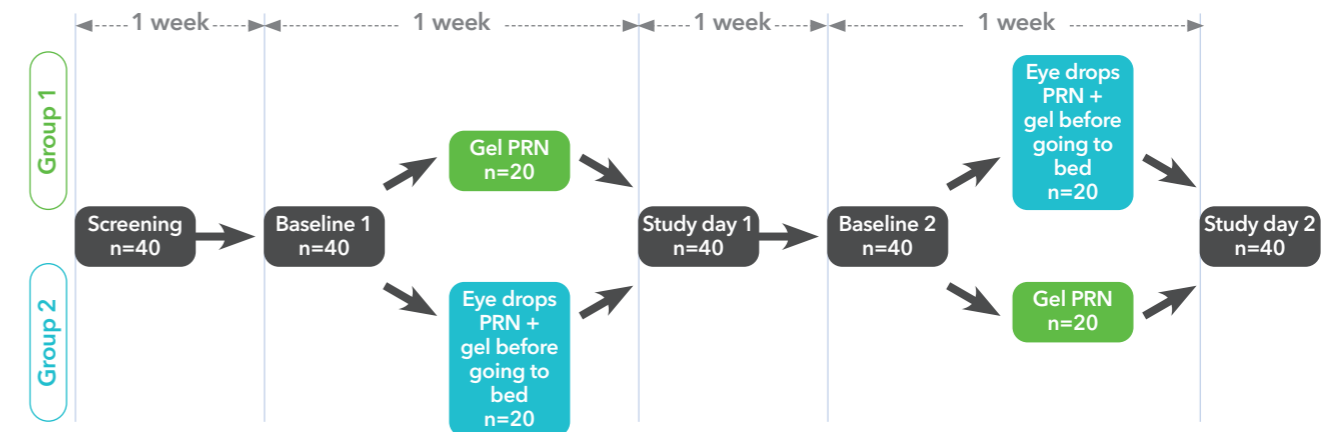 1 week
1 week
1 week
1 week
Group 1
Group 2
Screening
n=40
Baseline 1
n=40
Gel PRN
n=20
Eye drops
PRN +
gel before
going to
bed
n=20
Study day 1
n=40
Baseline 2
n=40
Eye drops
PRN +
gel before
going to
bed
n=20
Gel PRN
n=20
Study day 2
n=40